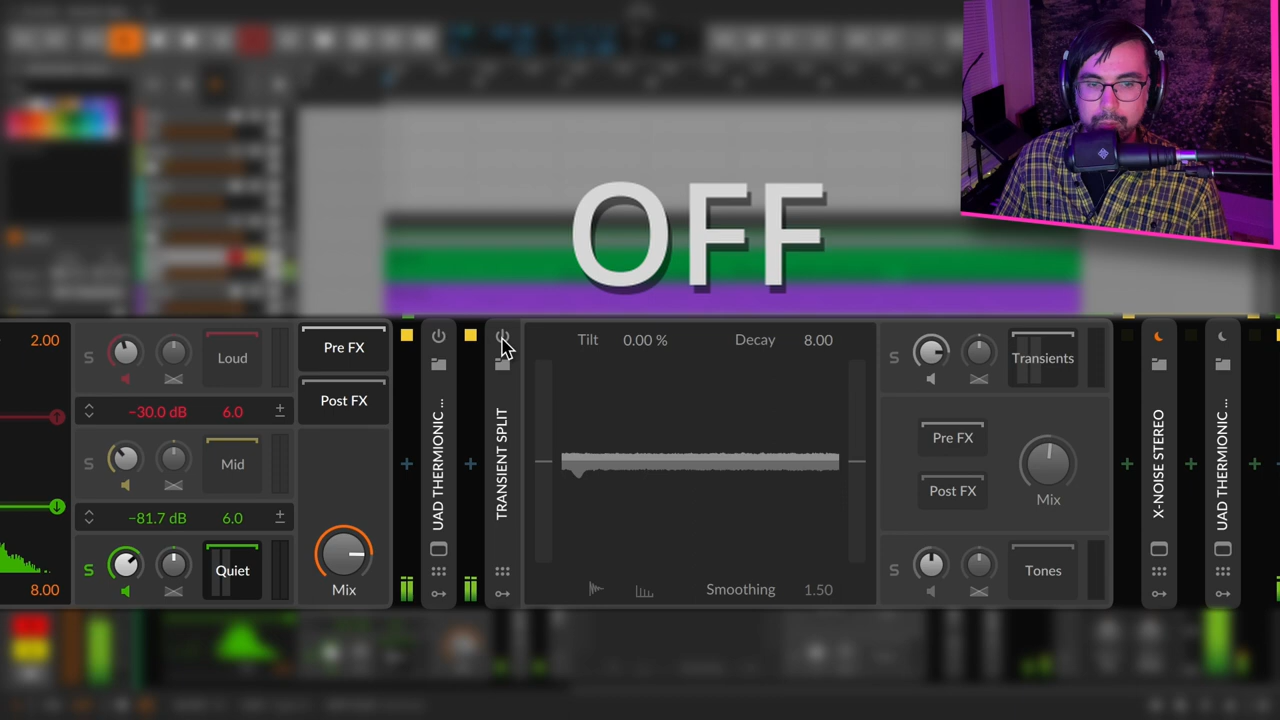 OFF
2.00
S
Loud
Pre FX
Tilt 0.00 % Decay 8.00
S
Transients
−30.0 dB 6.0 ±
Post FX
S
Mid
UAD THERMIONIC ...
TRANSIENT SPLIT
Pre FX
Post FX
Mix
X-NOISE STEREO
UAD THERMIONIC ...
−81.7 dB 6.0 ±
S
Quiet
8.00
Mix
Smoothing 1.50
S
Tones